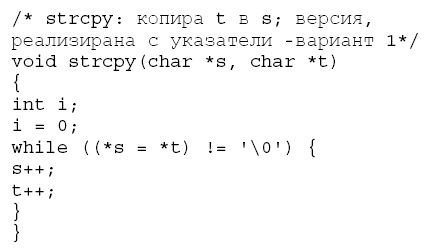 /* strcpy: копира t в s; версия,
реализирана с указатели -вариант 1*/
void strcpy(char *s, char *t)
{
int i;
i = 0;
while ((*s = *t) != '\0') {
s++;
t++;
}
}